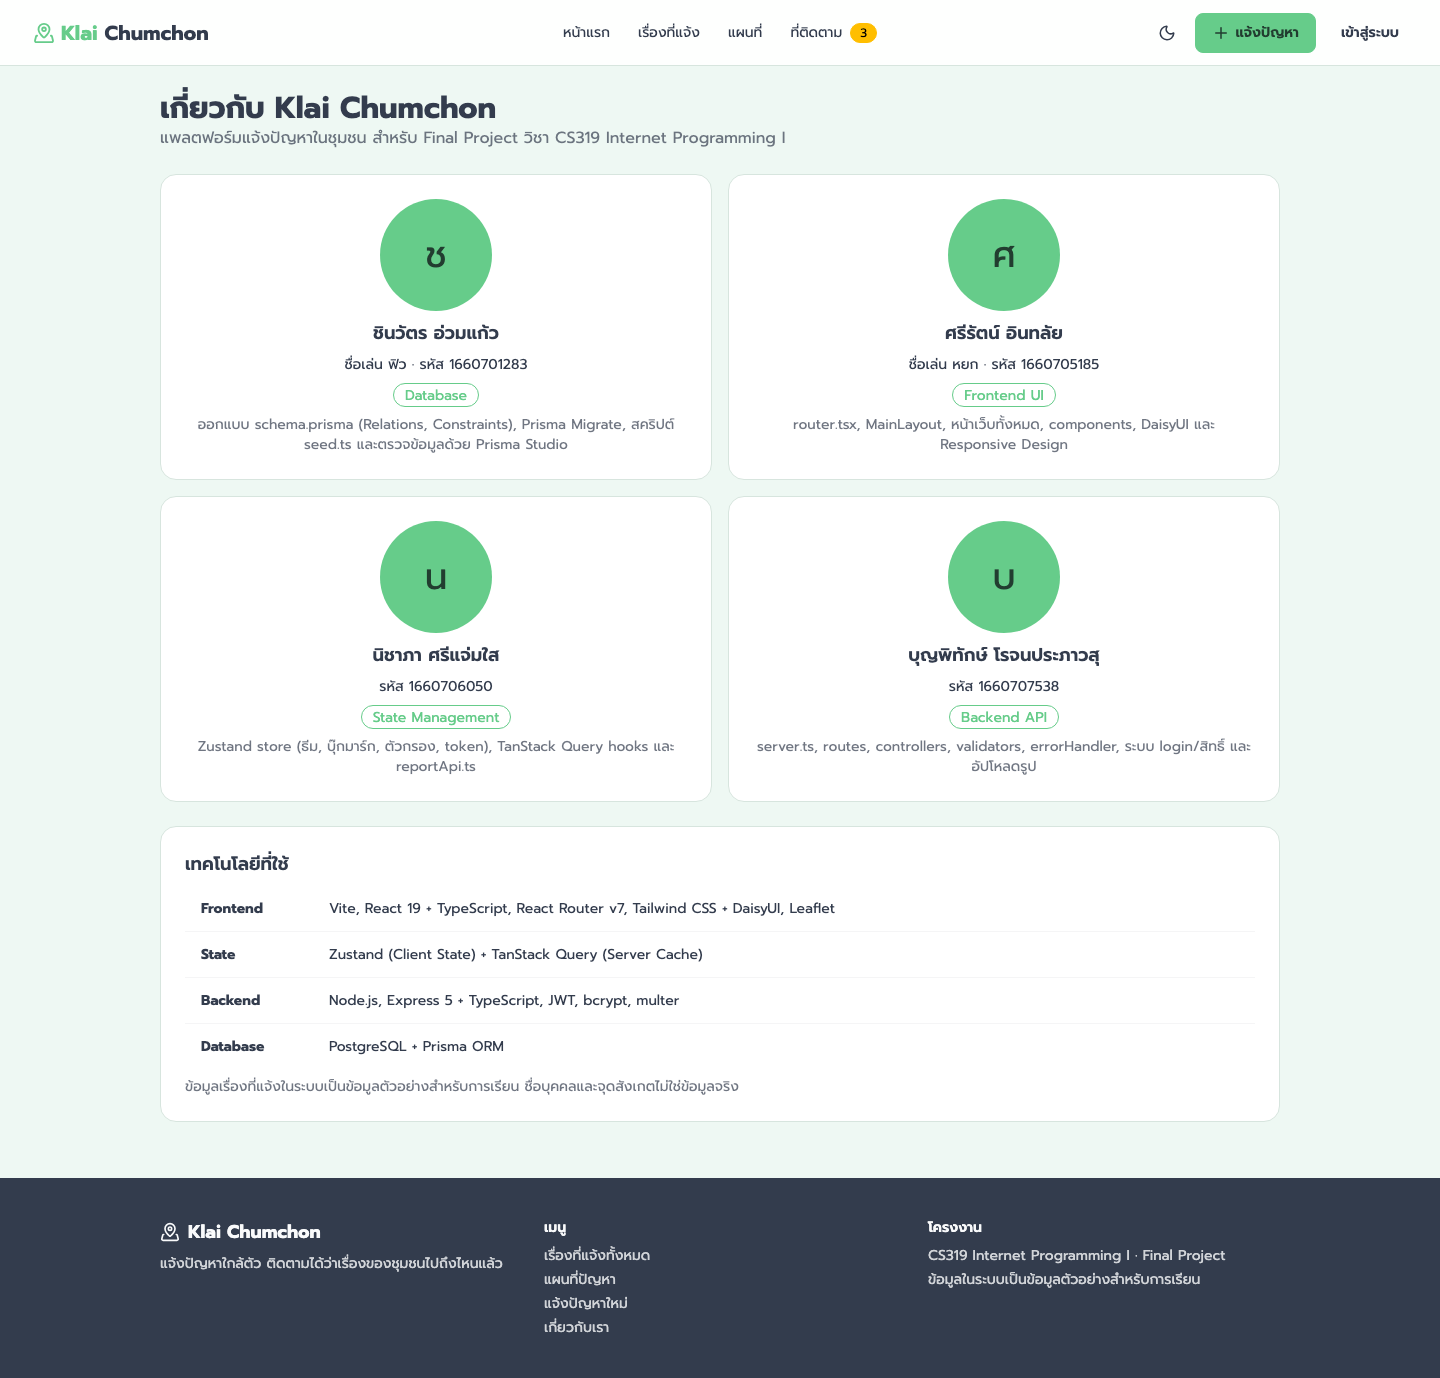 Klai Chumchon
หน้าแรก เรื่องที่แจ้ง แผนที่ ที่ติดตาม 3
แจ้งปัญหา เข้าสู่ระบบ
เกี่ยวกับ Klai Chumchon
แพลตฟอร์มแจ้งปัญหาในชุมชน สำหรับ Final Project วิชา CS319 Internet Programming I
ช
ชินวัตร อ่วมแก้ว
ชื่อเล่น ฟิว · รหัส 1660701283
Database
ออกแบบ schema.prisma (Relations, Constraints), Prisma Migrate, สคริปต์
seed.ts และตรวจข้อมูลด้วย Prisma Studio
ศ
ศรีรัตน์ อินทลัย
ชื่อเล่น หยก · รหัส 1660705185
Frontend UI
router.tsx, MainLayout, หน้าเว็บทั้งหมด, components, DaisyUI และ
Responsive Design
น
นิชาภา ศรีแจ่มใส
รหัส 1660706050
State Management
Zustand store (ธีม, บุ๊กมาร์ก, ตัวกรอง, token), TanStack Query hooks และ
reportApi.ts
บ
บุญพิทักษ์ โรจนประภาวสุ
รหัส 1660707538
Backend API
server.ts, routes, controllers, validators, errorHandler, ระบบ login/สิทธิ์ และ
อัปโหลดรูป
เทคโนโลยีที่ใช้
Frontend Vite, React 19 + TypeScript, React Router v7, Tailwind CSS + DaisyUI, Leaflet
State Zustand (Client State) + TanStack Query (Server Cache)
Backend Node.js, Express 5 + TypeScript, JWT, bcrypt, multer
Database PostgreSQL + Prisma ORM
ข้อมูลเรื่องที่แจ้งในระบบเป็นข้อมูลตัวอย่างสำหรับการเรียน ชื่อบุคคลและจุดสังเกตไม่ใช่ข้อมูลจริง
Klai Chumchon
แจ้งปัญหาใกล้ตัว ติดตามได้ว่าเรื่องของชุมชนไปถึงไหนแล้ว
เมนู
เรื่องที่แจ้งทั้งหมด
แผนที่ปัญหา
แจ้งปัญหาใหม่
เกี่ยวกับเรา
โครงงาน
CS319 Internet Programming I · Final Project
ข้อมูลในระบบเป็นข้อมูลตัวอย่างสำหรับการเรียน